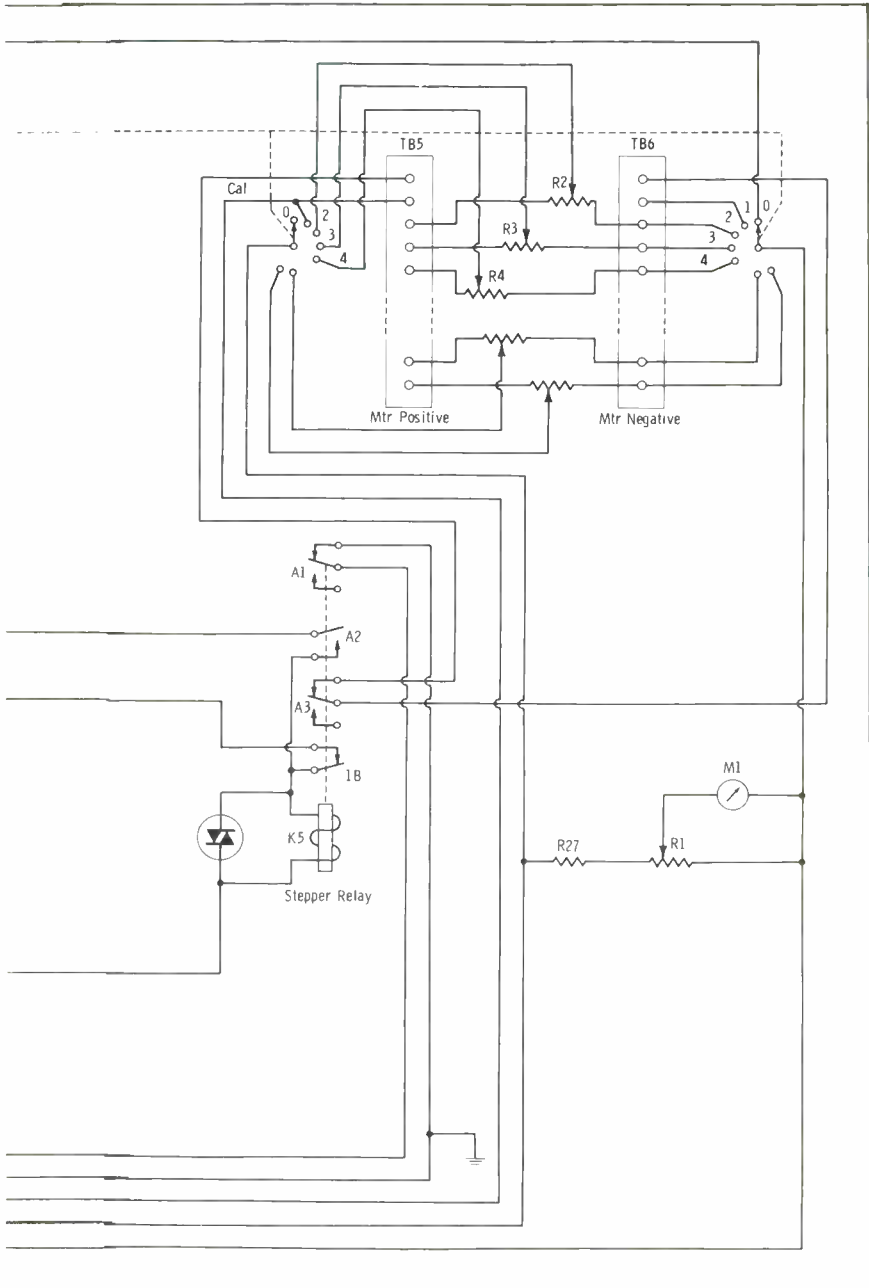 TB5
TB6
Cal
R2
0
2
3
4
R3
R4
2
1
0
3
4
Mtr Positive
Mtr Negative
A1
A2
A3
1B
K5
Stepper Relay
M1
R27
R1